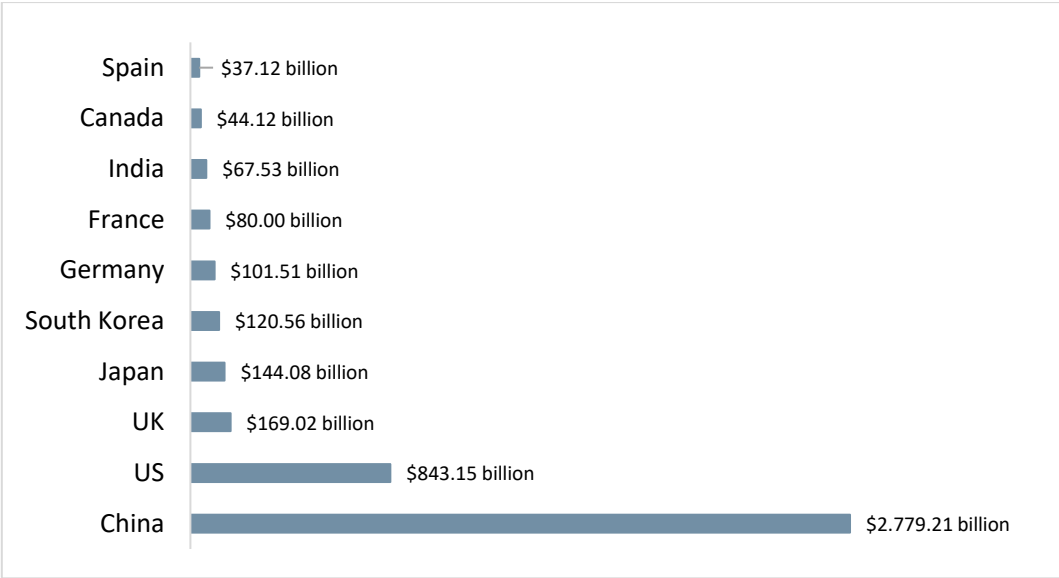 Spain $37.12 billion
Canada $44.12 billion
India $67.53 billion
France $80.00 billion
Germany $101.51 billion
South Korea $120.56 billion
Japan $144.08 billion
UK $169.02 billion
US $843.15 billion
China $2.779.21 billion